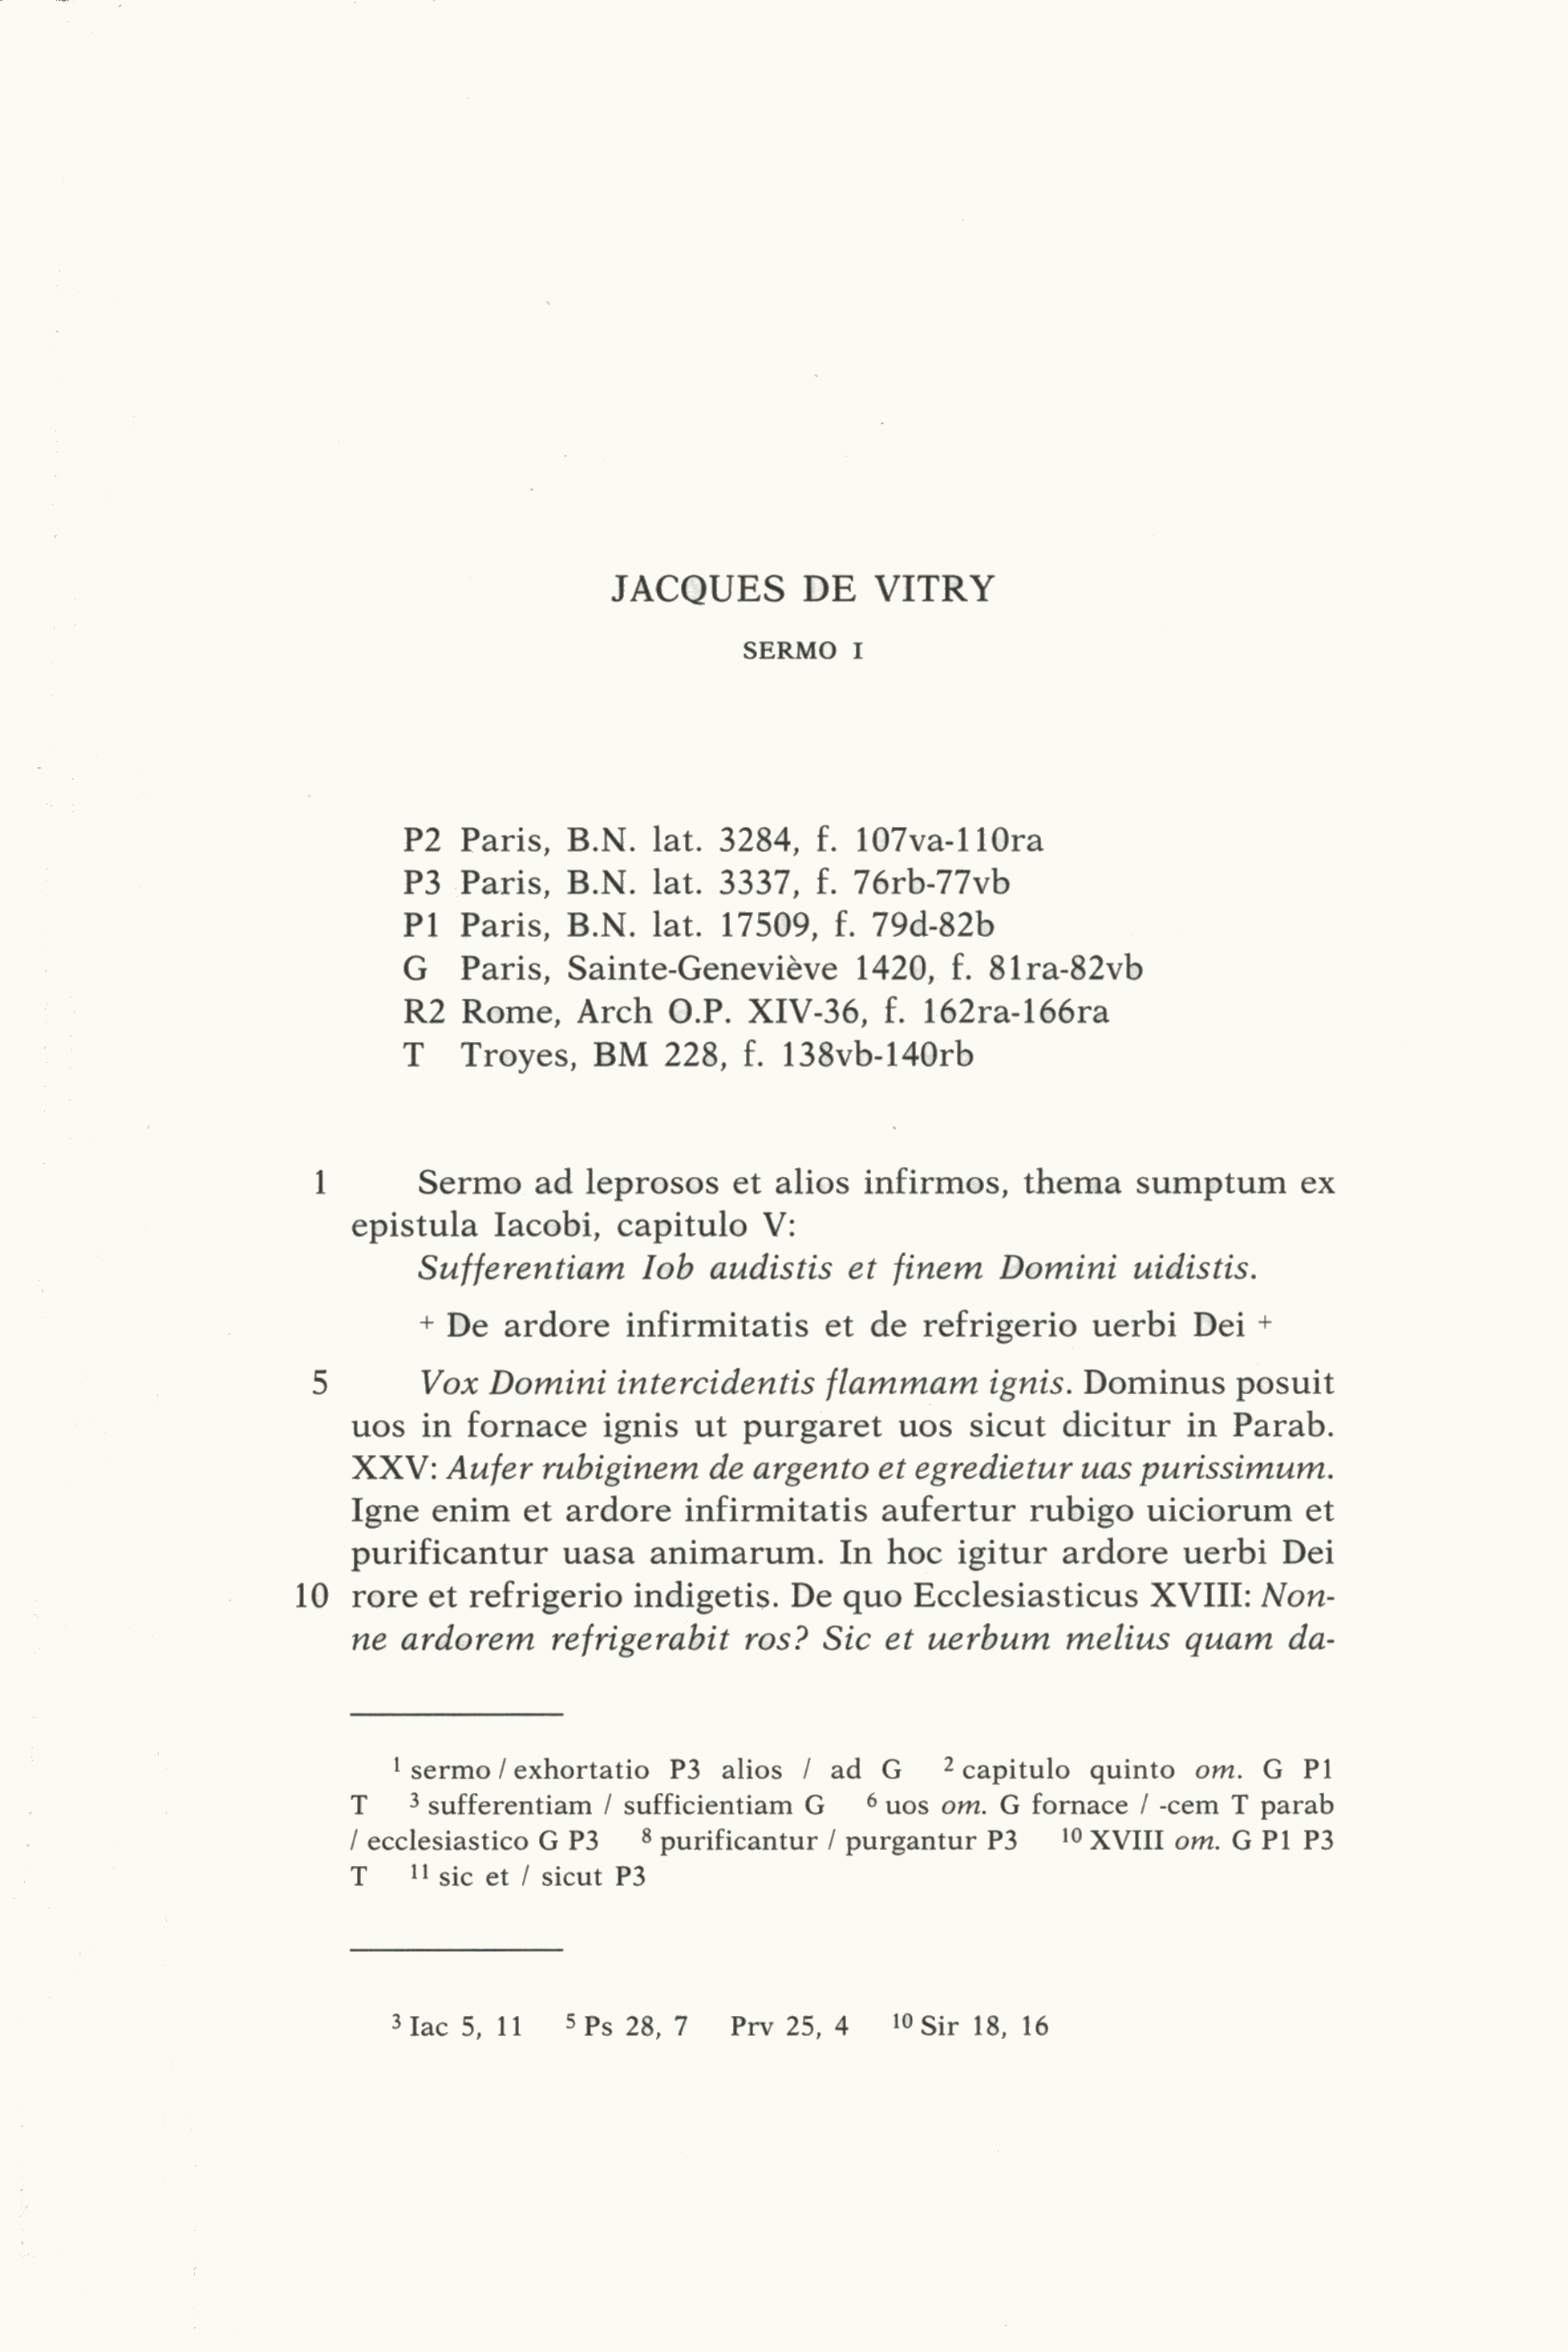 JACQUES DE VITRY
SERMO I
P2 Paris, B.N. lat. 3284, f. 107va-110ra
P3 Paris, B.N. lat. 3337, f. 76rb-77vb
P1 Paris, B.N. lat. 17509, f. 79d-82b
G Paris, Sainte-Geneviève 1420, f. 81ra-82vb
R2 Rome, Arch O.P. XIV-36, f. 162ra-166ra
T Troyes, BM 228, f. 138vb-140rb
1 Sermo ad leprosos et alios infirmos, thema sumptum ex
epistula Iacobi, capitulo V:
Sufferentiam Iob audistis et finem Domini uidistis.
+ De ardore infirmitatis et de refrigerio uerbi Dei +
5 Vox Domini intercidentis flammam ignis. Dominus posuit
uos in fornace ignis ut purgaret uos sicut dicitur in Parab.
XXV: Aufer rubiginem de argento et egredietur uas purissimum.
Igne enim et ardore infirmitatis aufertur rubigo uiciorum et
purificantur uasa animarum. In hoc igitur ardore uerbi Dei
10 rore et refrigerio indigetis. De quo Ecclesiasticus XVIII: Non-
ne ardorem refrigerabit ros? Sic et uerbum melius quam da-
1 sermo / exhortatio P3 alios / ad G 2 capitulo quinto om. G P1
T 3 sufferentiam / sufficientiam G 6 uos om. G fornace / -cem T parab
/ ecclesiastico G P3 8 purificantur / purgantur P3 10 XVIII om. G P1 P3
T 11 sic et / sicut P3
3 Iac 5, 11 5 Ps 28, 7 Prv 25, 4 10 Sir 18, 16